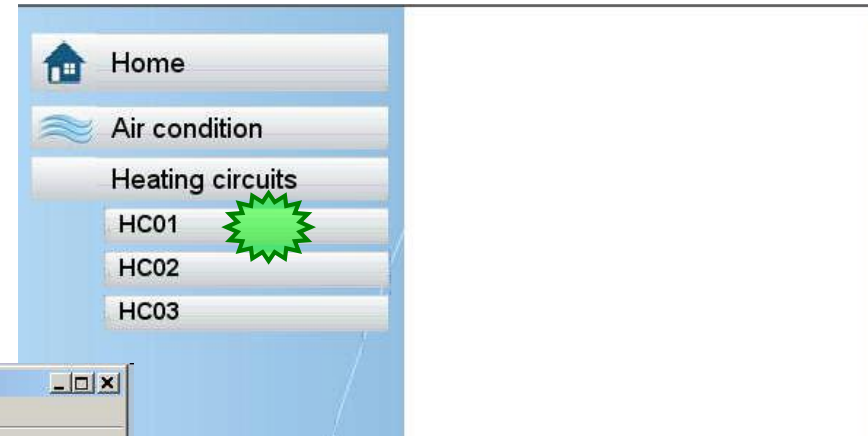 Home
Air condition
Heating circuits
HC01
HC02
HC03